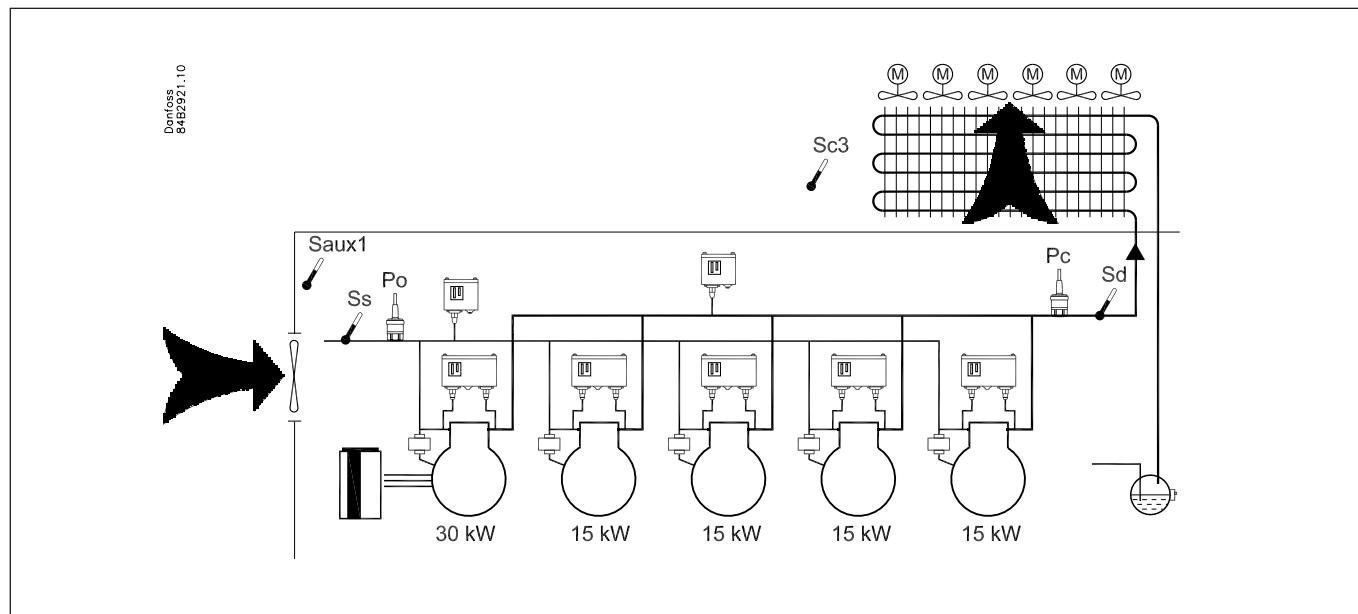 Danfoss
84B2921.10
M M M M M M
Sc3
Saux1
Ss
Po
Pc
Sd
30 kW 15 kW 15 kW 15 kW 15 kW